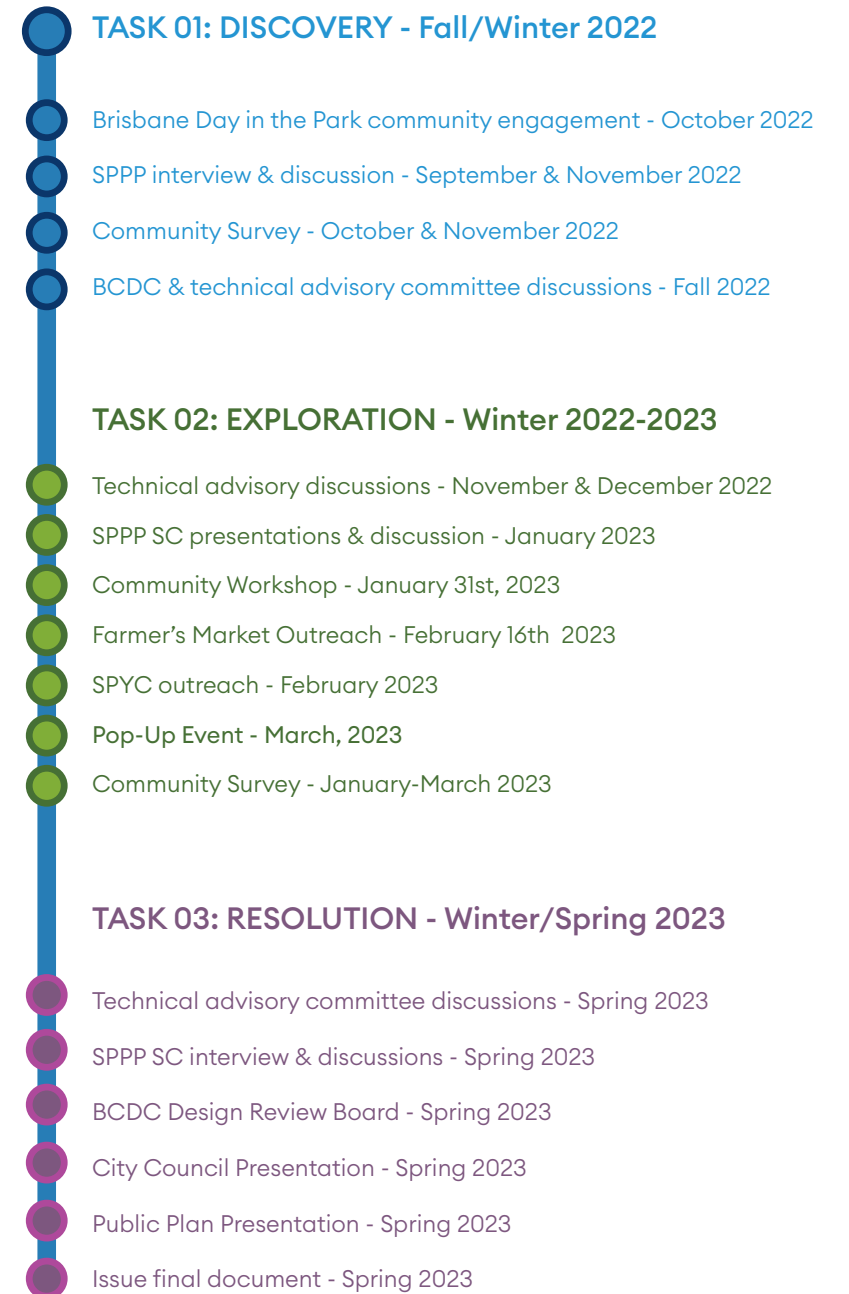 TASK 01: DISCOVERY - Fall/Winter 2022
Brisbane Day in the Park community engagement - October 2022
SPPP interview & discussion - September & November 2022
Community Survey - October & November 2022
BCDC & technical advisory committee discussions - Fall 2022
TASK 02: EXPLORATION - Winter 2022-2023
Technical advisory discussions - November & December 2022
SPPP SC presentations & discussion - January 2023
Community Workshop - January 31st, 2023
Farmer's Market Outreach - February 16th  2023
SPYC outreach - February 2023
Pop-Up Event - March, 2023
Community Survey - January-March 2023
TASK 03: RESOLUTION - Winter/Spring 2023
Technical advisory committee discussions - Spring 2023
SPPP SC interview & discussions - Spring 2023
BCDC Design Review Board - Spring 2023
City Council Presentation - Spring 2023
Public Plan Presentation - Spring 2023
Issue final document - Spring 2023